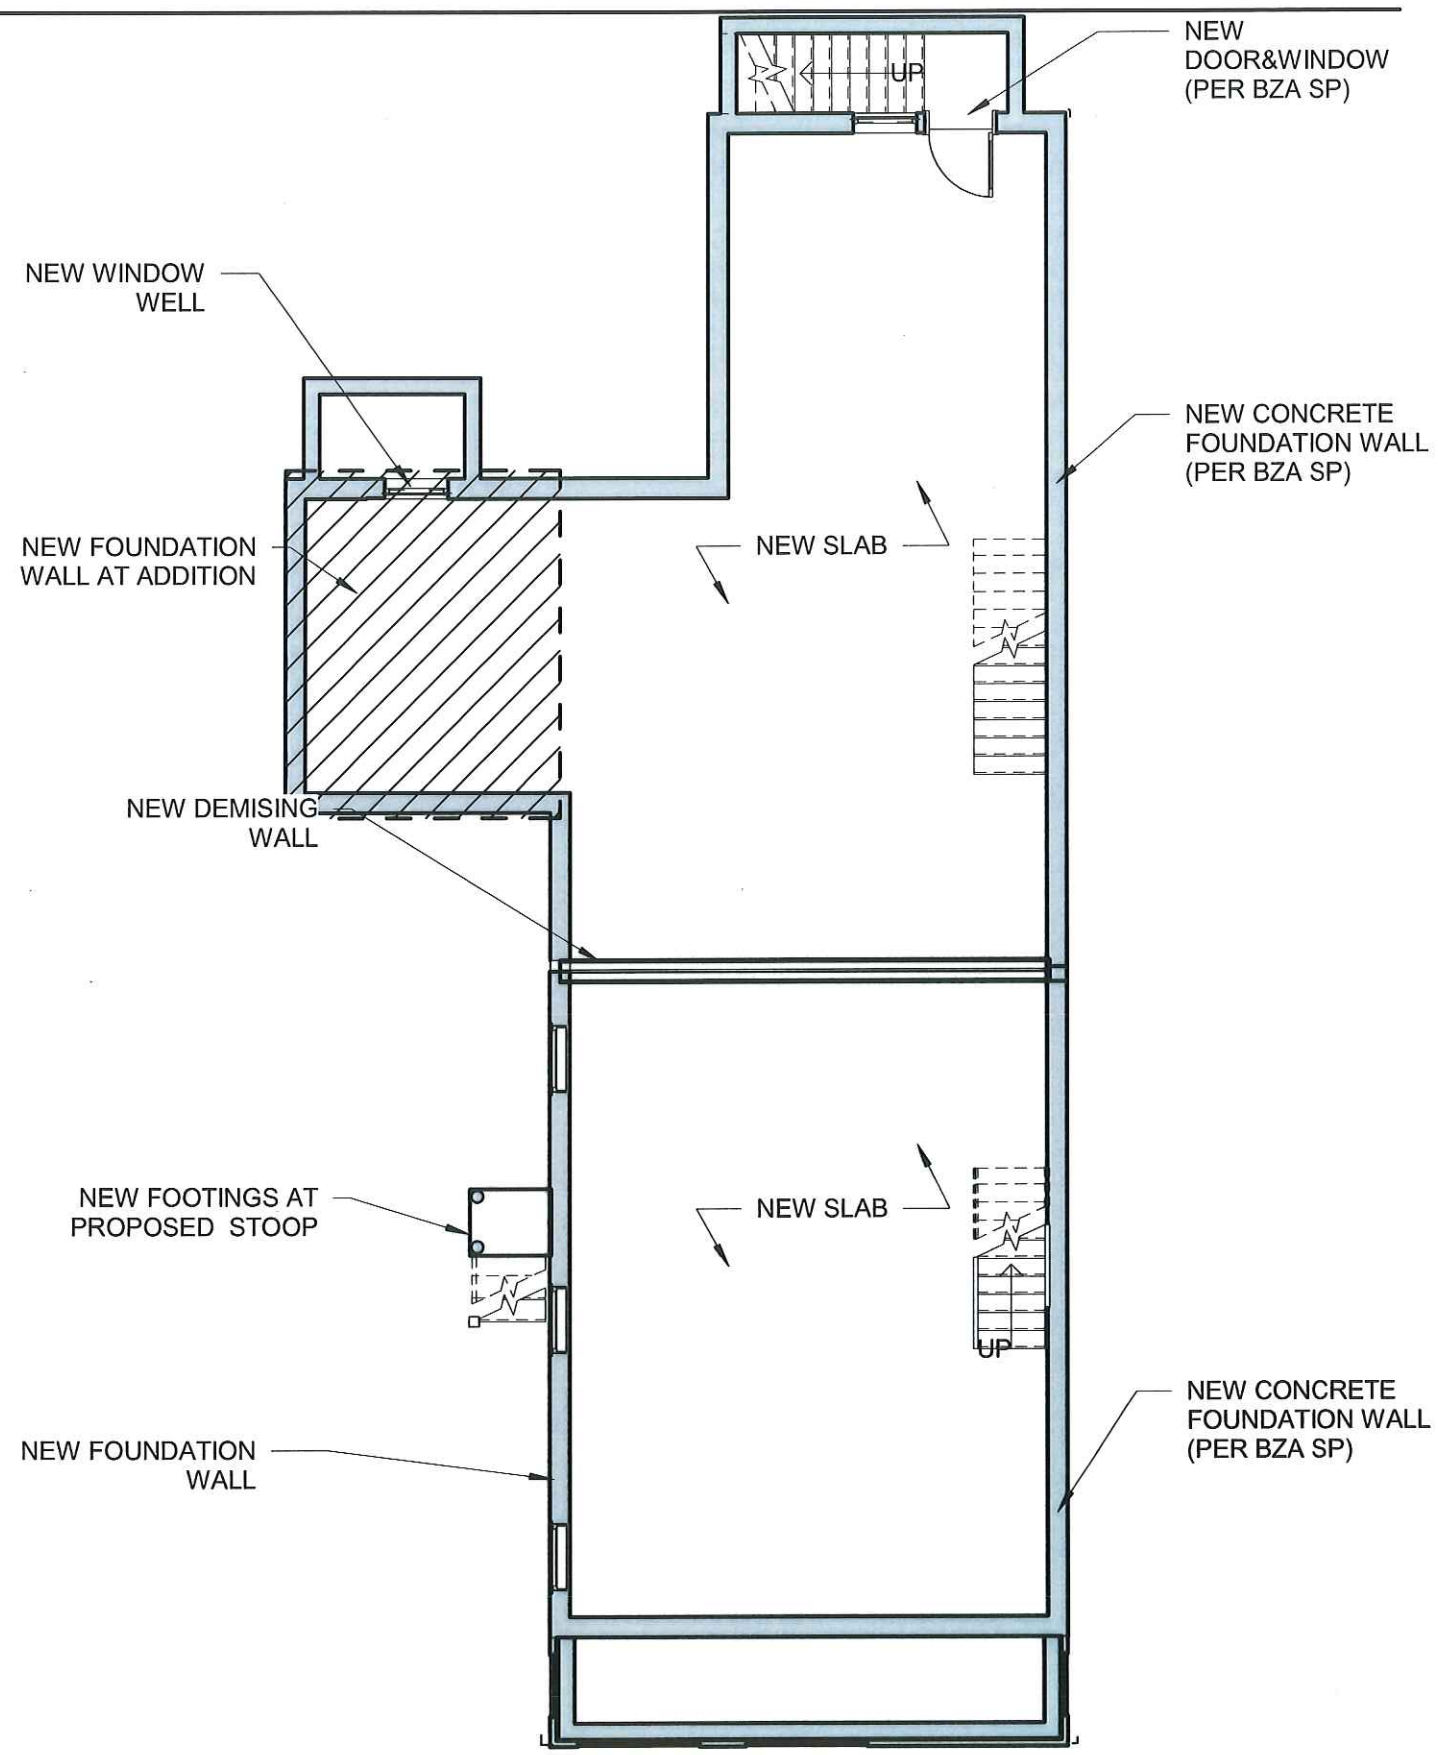 NEW
DOOR&WINDOW
(PER BZA SP)
UP
NEW WINDOW
WELL
NEW CONCRETE
FOUNDATION WALL
(PER BZA SP)
NEW FOUNDATION
WALL AT ADDITION
NEW SLAB
NEW DEMISING
WALL
NEW FOOTINGS AT
PROPOSED STOOP
NEW SLAB
UP
NEW CONCRETE
FOUNDATION WALL
(PER BZA SP)
NEW FOUNDATION
WALL